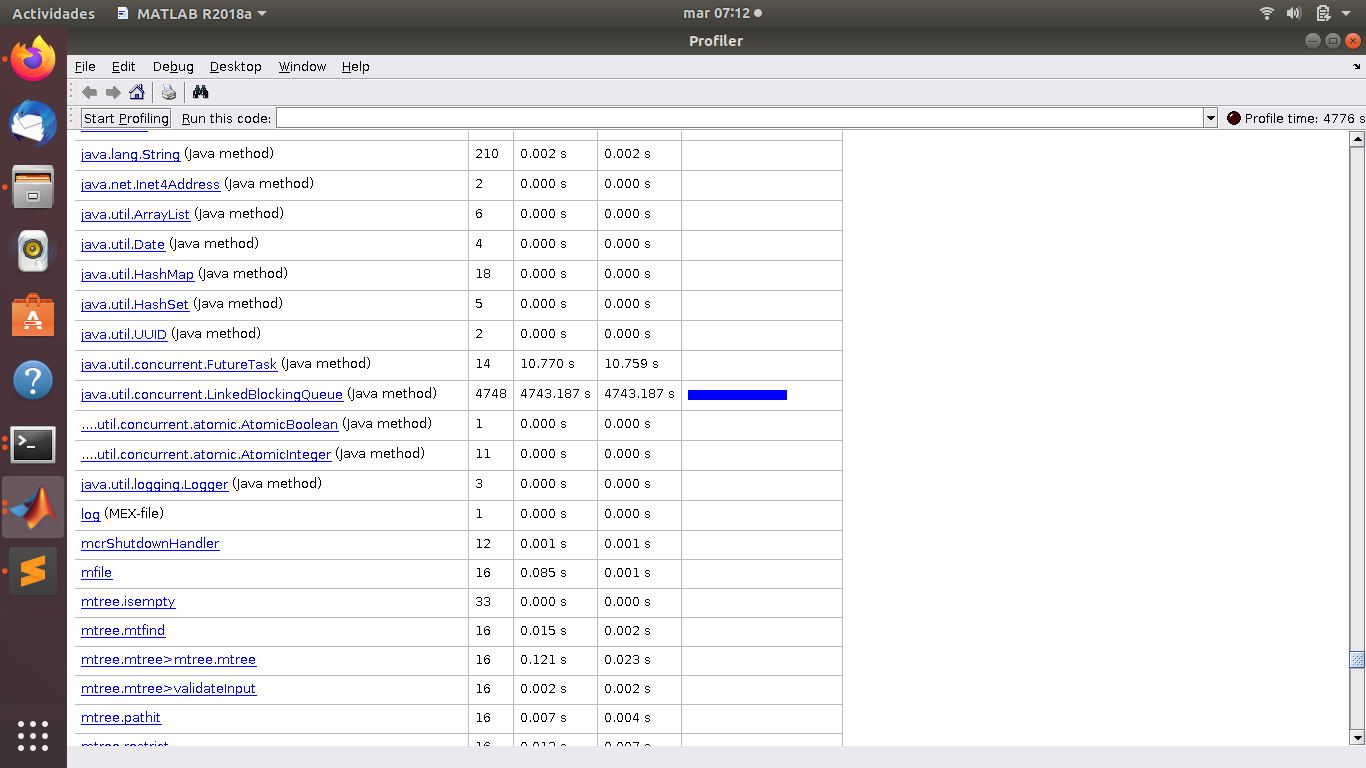 Actividades MATLAB R2018a mar 07:12
Profiler
File Edit Debug Desktop Window Help
Start Profiling Run this code: Profile time: 4776 s
java.lang.String (Java method) 210 0.002 s 0.002 s
java.net.Inet4Address (Java method) 2 0.000 s 0.000 s
java.util.ArrayList (Java method) 6 0.000 s 0.000 s
java.util.Date (Java method) 4 0.000 s 0.000 s
java.util.HashMap (Java method) 18 0.000 s 0.000 s
java.util.HashSet (Java method) 5 0.000 s 0.000 s
java.util.UUID (Java method) 2 0.000 s 0.000 s
java.util.concurrent.FutureTask (Java method) 14 10.770 s 10.759 s
java.util.concurrent.LinkedBlockingQueue (Java method) 4748 4743.187 s 4743.187 s
....util.concurrent.atomic.AtomicBoolean (Java method) 1 0.000 s 0.000 s
....util.concurrent.atomic.AtomicInteger (Java method) 11 0.000 s 0.000 s
java.util.logging.Logger (Java method) 3 0.000 s 0.000 s
log (MEX-file) 1 0.000 s 0.000 s
mcrShutdownHandler 12 0.001 s 0.001 s
mfile 16 0.085 s 0.001 s
mtree.isempty 33 0.000 s 0.000 s
mtree.mtfind 16 0.015 s 0.002 s
mtree.mtree>mtree.mtree 16 0.121 s 0.023 s
mtree.mtree>validateInput 16 0.002 s 0.002 s
mtree.pathit 16 0.007 s 0.004 s